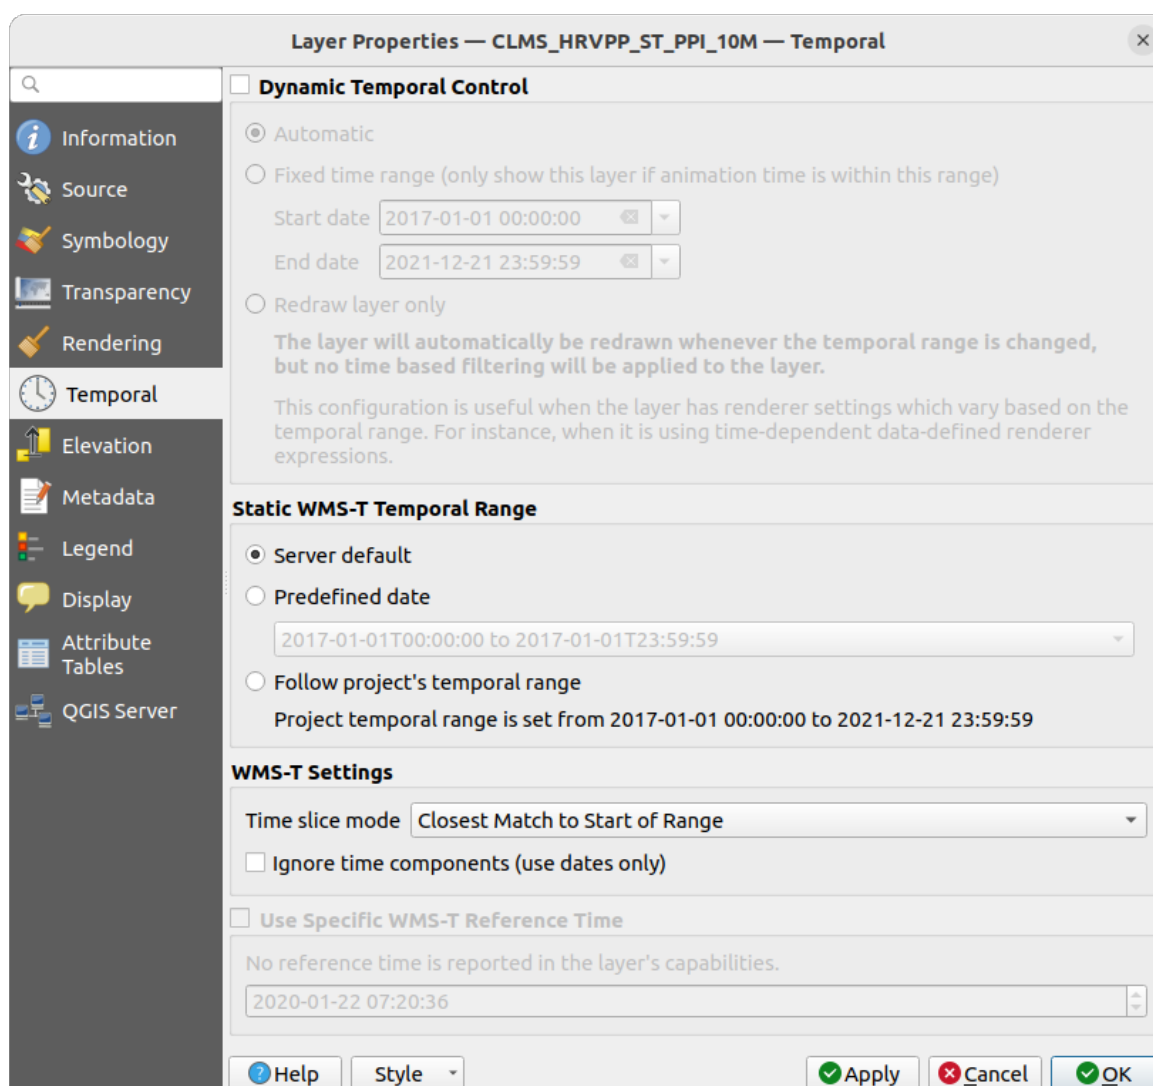 Layer Properties — CLMS_HRVPP_ST_PPI_10M — Temporal
Information
Source
Symbology
Transparency
Rendering
Temporal
Elevation
Metadata
Legend
Display
Attribute
Tables
QGIS Server
Dynamic Temporal Control
Automatic
Fixed time range (only show this layer if animation time is within this range)
Start date 2017-01-01 00:00:00
End date 2021-12-21 23:59:59
Redraw layer only
The layer will automatically be redrawn whenever the temporal range is changed,
but no time based filtering will be applied to the layer.
This configuration is useful when the layer has renderer settings which vary based on the
temporal range. For instance, when it is using time-dependent data-defined renderer
expressions.
Static WMS-T Temporal Range
Server default
Predefined date
2017-01-01T00:00:00 to 2017-01-01T23:59:59
Follow project's temporal range
Project temporal range is set from 2017-01-01 00:00:00 to 2021-12-21 23:59:59
WMS-T Settings
Time slice mode Closest Match to Start of Range
Ignore time components (use dates only)
Use Specific WMS-T Reference Time
No reference time is reported in the layer's capabilities.
2020-01-22 07:20:36
Help Style Apply Cancel OK